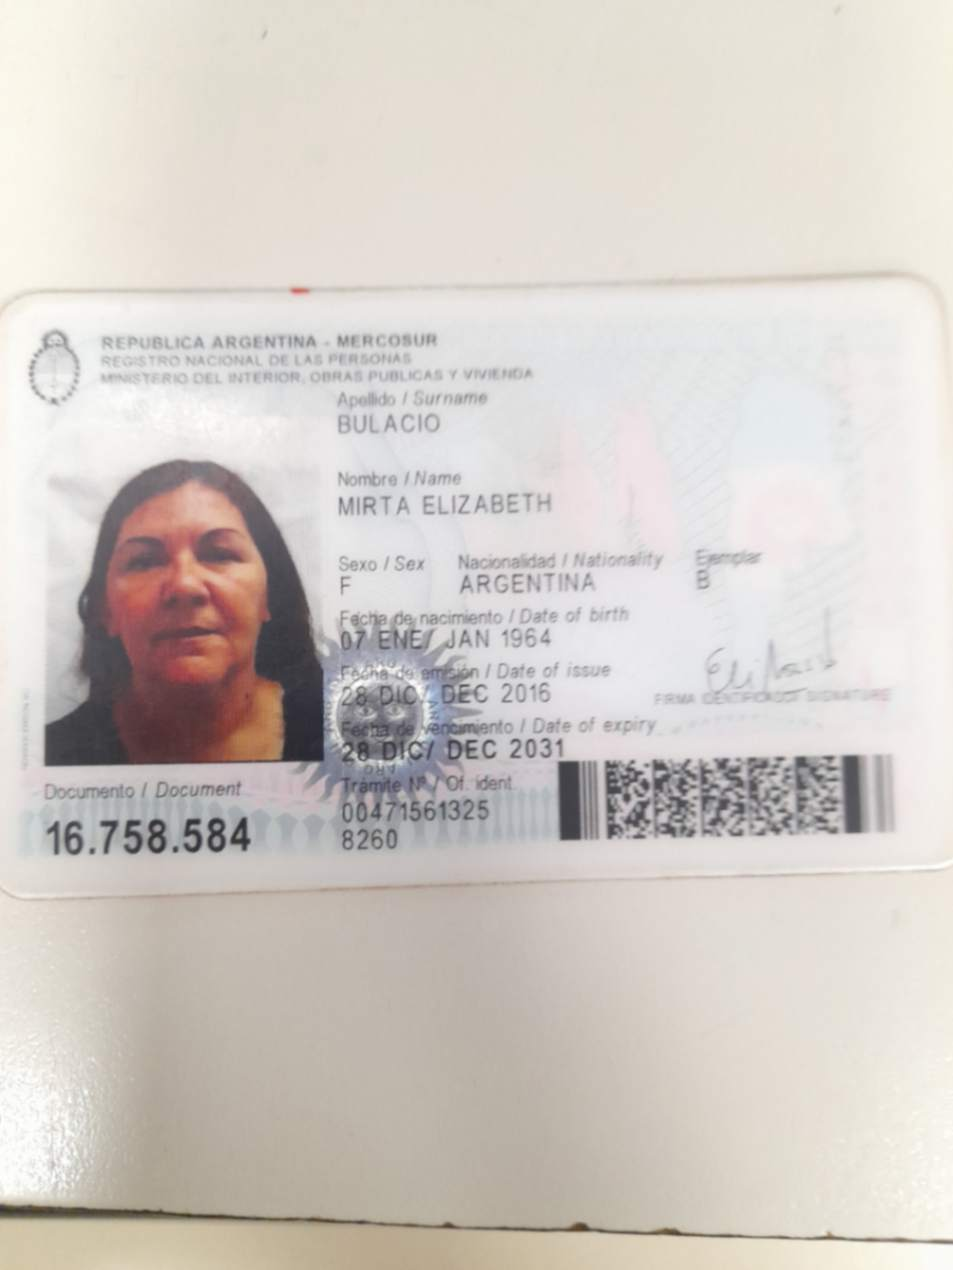 REPUBLICA ARGENTINA - MERCOSUR
REGISTRO NACIONAL DE LAS PERSONAS
MINISTERIO DEL INTERIOR, OBRAS PUBLICAS Y VIVIENDA
Apellido / Surname
BULACIO
Nombre / Name
MIRTA ELIZABETH
Sexo / Sex Nacionalidad / Nationality Ejemplar
F ARGENTINA B
Fecha de nacimiento / Date of birth
07 ENE/ JAN 1964
Fecha de emisión / Date of issue
28 DIC/ DEC 2016
FIRMA IDENTIFICADO/ SIGNATURE
Fecha de vencimiento / Date of expiry
28 DIC/ DEC 2031
Documento / Document
16.758.584
Trámite Nº / Of. ident.
00471561325
8260